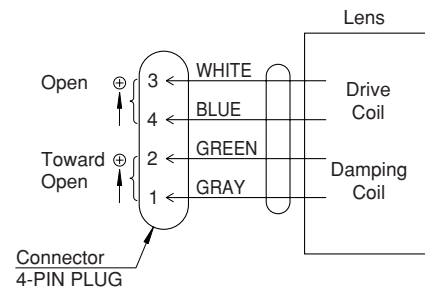 Lens
Open ⊕ 3 WHITE
Drive
4 BLUE
Coil
Toward ⊕ 2 GREEN
Open
Damping
1 GRAY
Coil
Connector
4-PIN PLUG